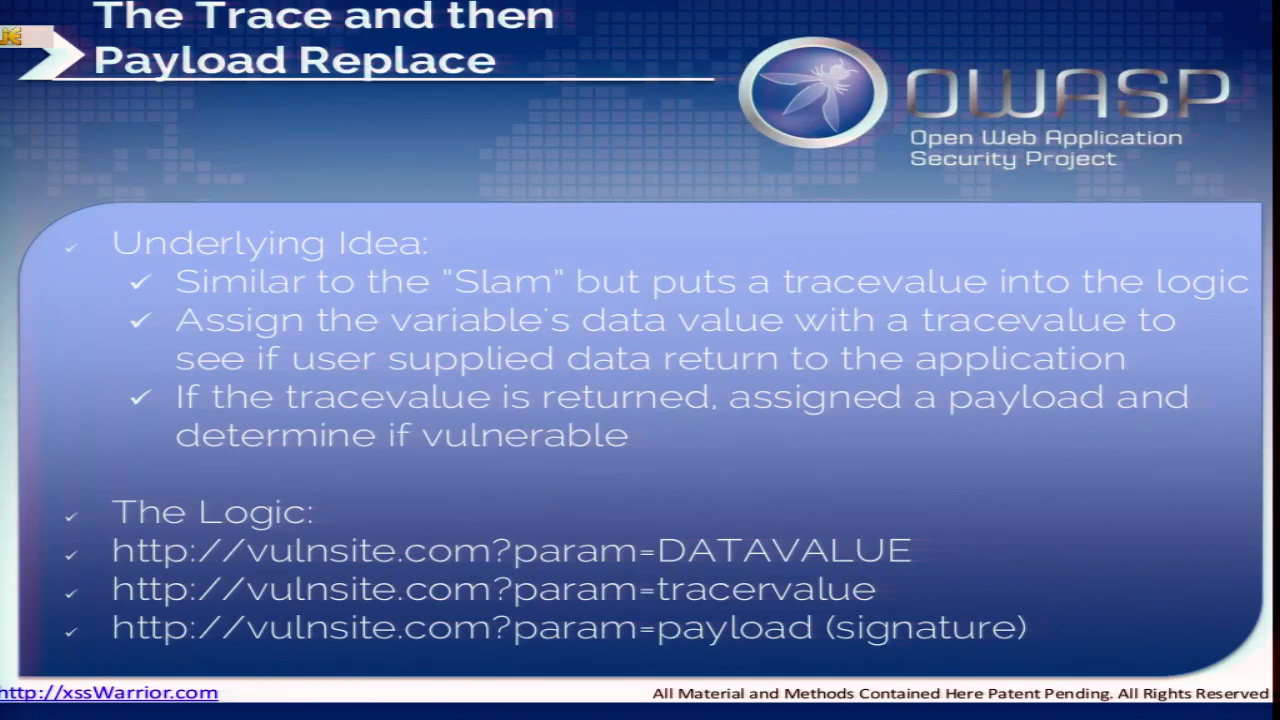 The Trace and then
Payload Replace
OWASP
Open Web Application
Security Project
Underlying Idea:
Similar to the "Slam" but puts a tracevalue into the logic
Assign the variable's data value with a tracevalue to
see if user supplied data return to the application
If the tracevalue is returned, assigned a payload and
determine if vulnerable
The Logic:
http://vulnsite.com?param=DATAVALUE
http://vulnsite.com?param=tracervalue
http://vulnsite.com?param=payload (signature)
http://xssWarrior.com
All Material and Methods Contained Here Patent Pending. All Rights Reserved